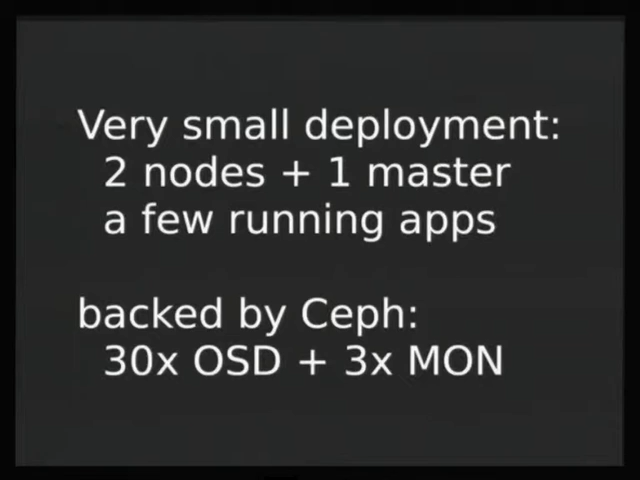 Very small deployment:
2 nodes + 1 master
a few running apps
backed by Ceph:
30x OSD + 3x MON